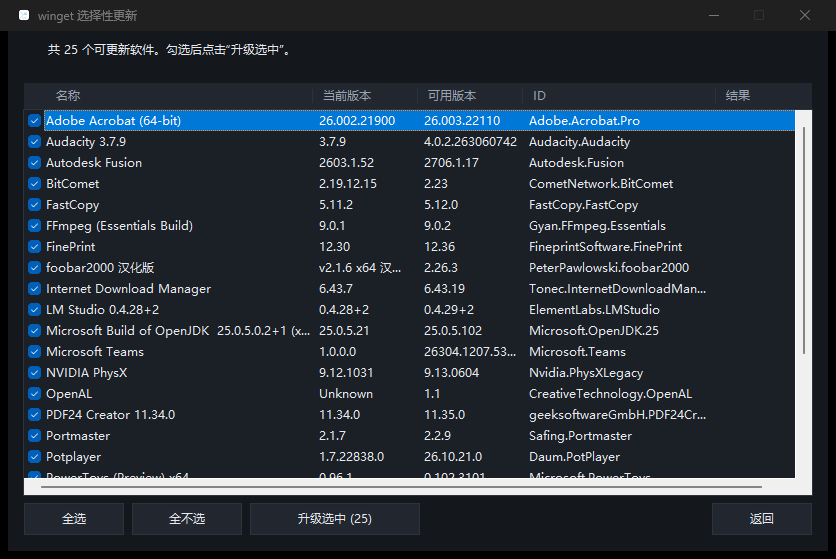 winget 选择性更新
共 25 个可更新软件。勾选后点击“升级选中”。
名称 当前版本 可用版本 ID 结果
Adobe Acrobat (64-bit) 26.002.21900 26.003.22110 Adobe.Acrobat.Pro
Audacity 3.7.9 3.7.9 4.0.2.263060742 Audacity.Audacity
Autodesk Fusion 2603.1.52 2706.1.17 Autodesk.Fusion
BitComet 2.19.12.15 2.23 CometNetwork.BitComet
FastCopy 5.11.2 5.12.0 FastCopy.FastCopy
FFmpeg (Essentials Build) 9.0.1 9.0.2 Gyan.FFmpeg.Essentials
FinePrint 12.30 12.36 FineprintSoftware.FinePrint
foobar2000 汉化版 v2.1.6 x64 汉... 2.26.3 PeterPawlowski.foobar2000
Internet Download Manager 6.43.7 6.43.19 Tonec.InternetDownloadMan...
LM Studio 0.4.28+2 0.4.28+2 0.4.29+2 ElementLabs.LMStudio
Microsoft Build of OpenJDK  25.0.5.0.2+1 (x... 25.0.5.21 25.0.5.102 Microsoft.OpenJDK.25
Microsoft Teams 1.0.0.0 26304.1207.53... Microsoft.Teams
NVIDIA PhysX 9.12.1031 9.13.0604 Nvidia.PhysXLegacy
OpenAL Unknown 1.1 CreativeTechnology.OpenAL
PDF24 Creator 11.34.0 11.34.0 11.35.0 geeksoftwareGmbH.PDF24Cr...
Portmaster 2.1.7 2.2.9 Safing.Portmaster
Potplayer 1.7.22838.0 26.10.21.0 Daum.PotPlayer
PowerToys (Preview) x64 0.96.1 0.102.3101 Microsoft.PowerToys
全选 全不选 升级选中 (25) 返回